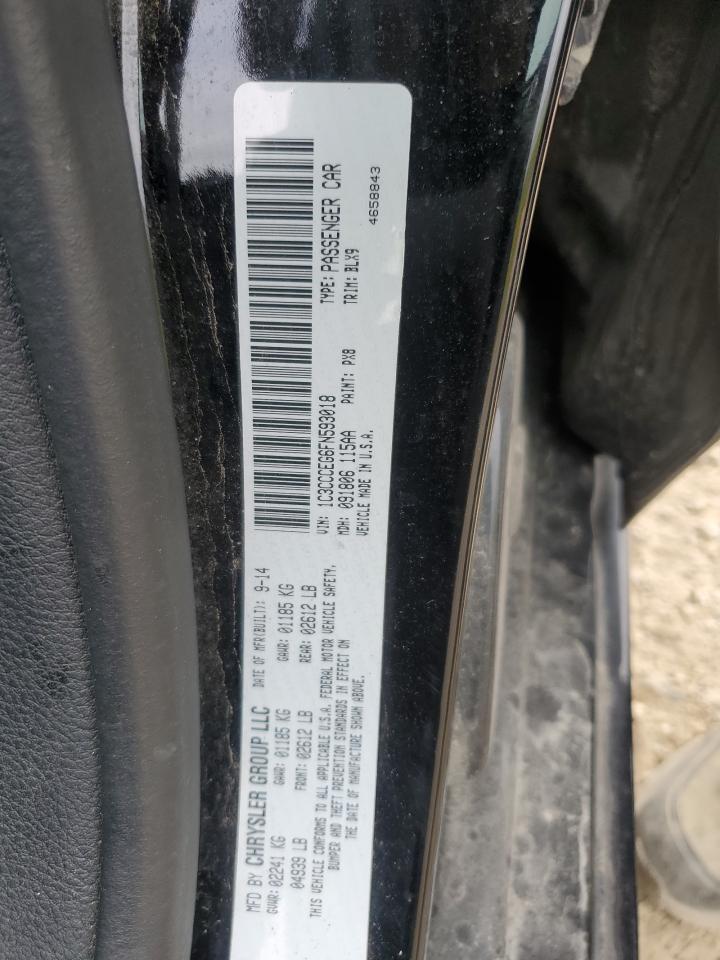 MFD BY CHRYSLER GROUP LLC DATE OF MFR(BUILT): 9-14
GVWR: 02241 KG GAWR: 01185 KG GAWR: 01185 KG
04939 LB FRONT: 02612 LB REAR: 02612 LB
THIS VEHICLE CONFORMS TO ALL APPLICABLE U.S.A. FEDERAL MOTOR VEHICLE SAFETY,
BUMPER AND THEFT PREVENTION STANDARDS IN EFFECT ON
THE DATE OF MANUFACTURE SHOWN ABOVE.
VIN: 1C3CCCEG6FN593018 TYPE: PASSENGER CAR
MDH: 091806 115AA PAINT: PX8 TRIM: BLX9
VEHICLE MADE IN U.S.A. 4658843